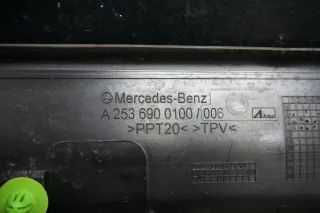 Mercedes-Benz
A 253 690 0100 / 006
>PPT20< >TPV<